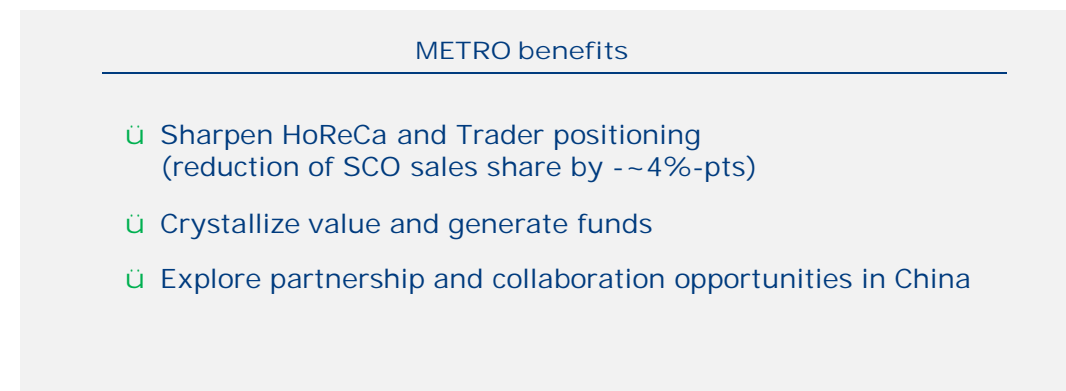 METRO benefits
ü Sharpen HoReCa and Trader positioning
(reduction of SCO sales share by -~4%-pts)
ü Crystallize value and generate funds
ü Explore partnership and collaboration opportunities in China